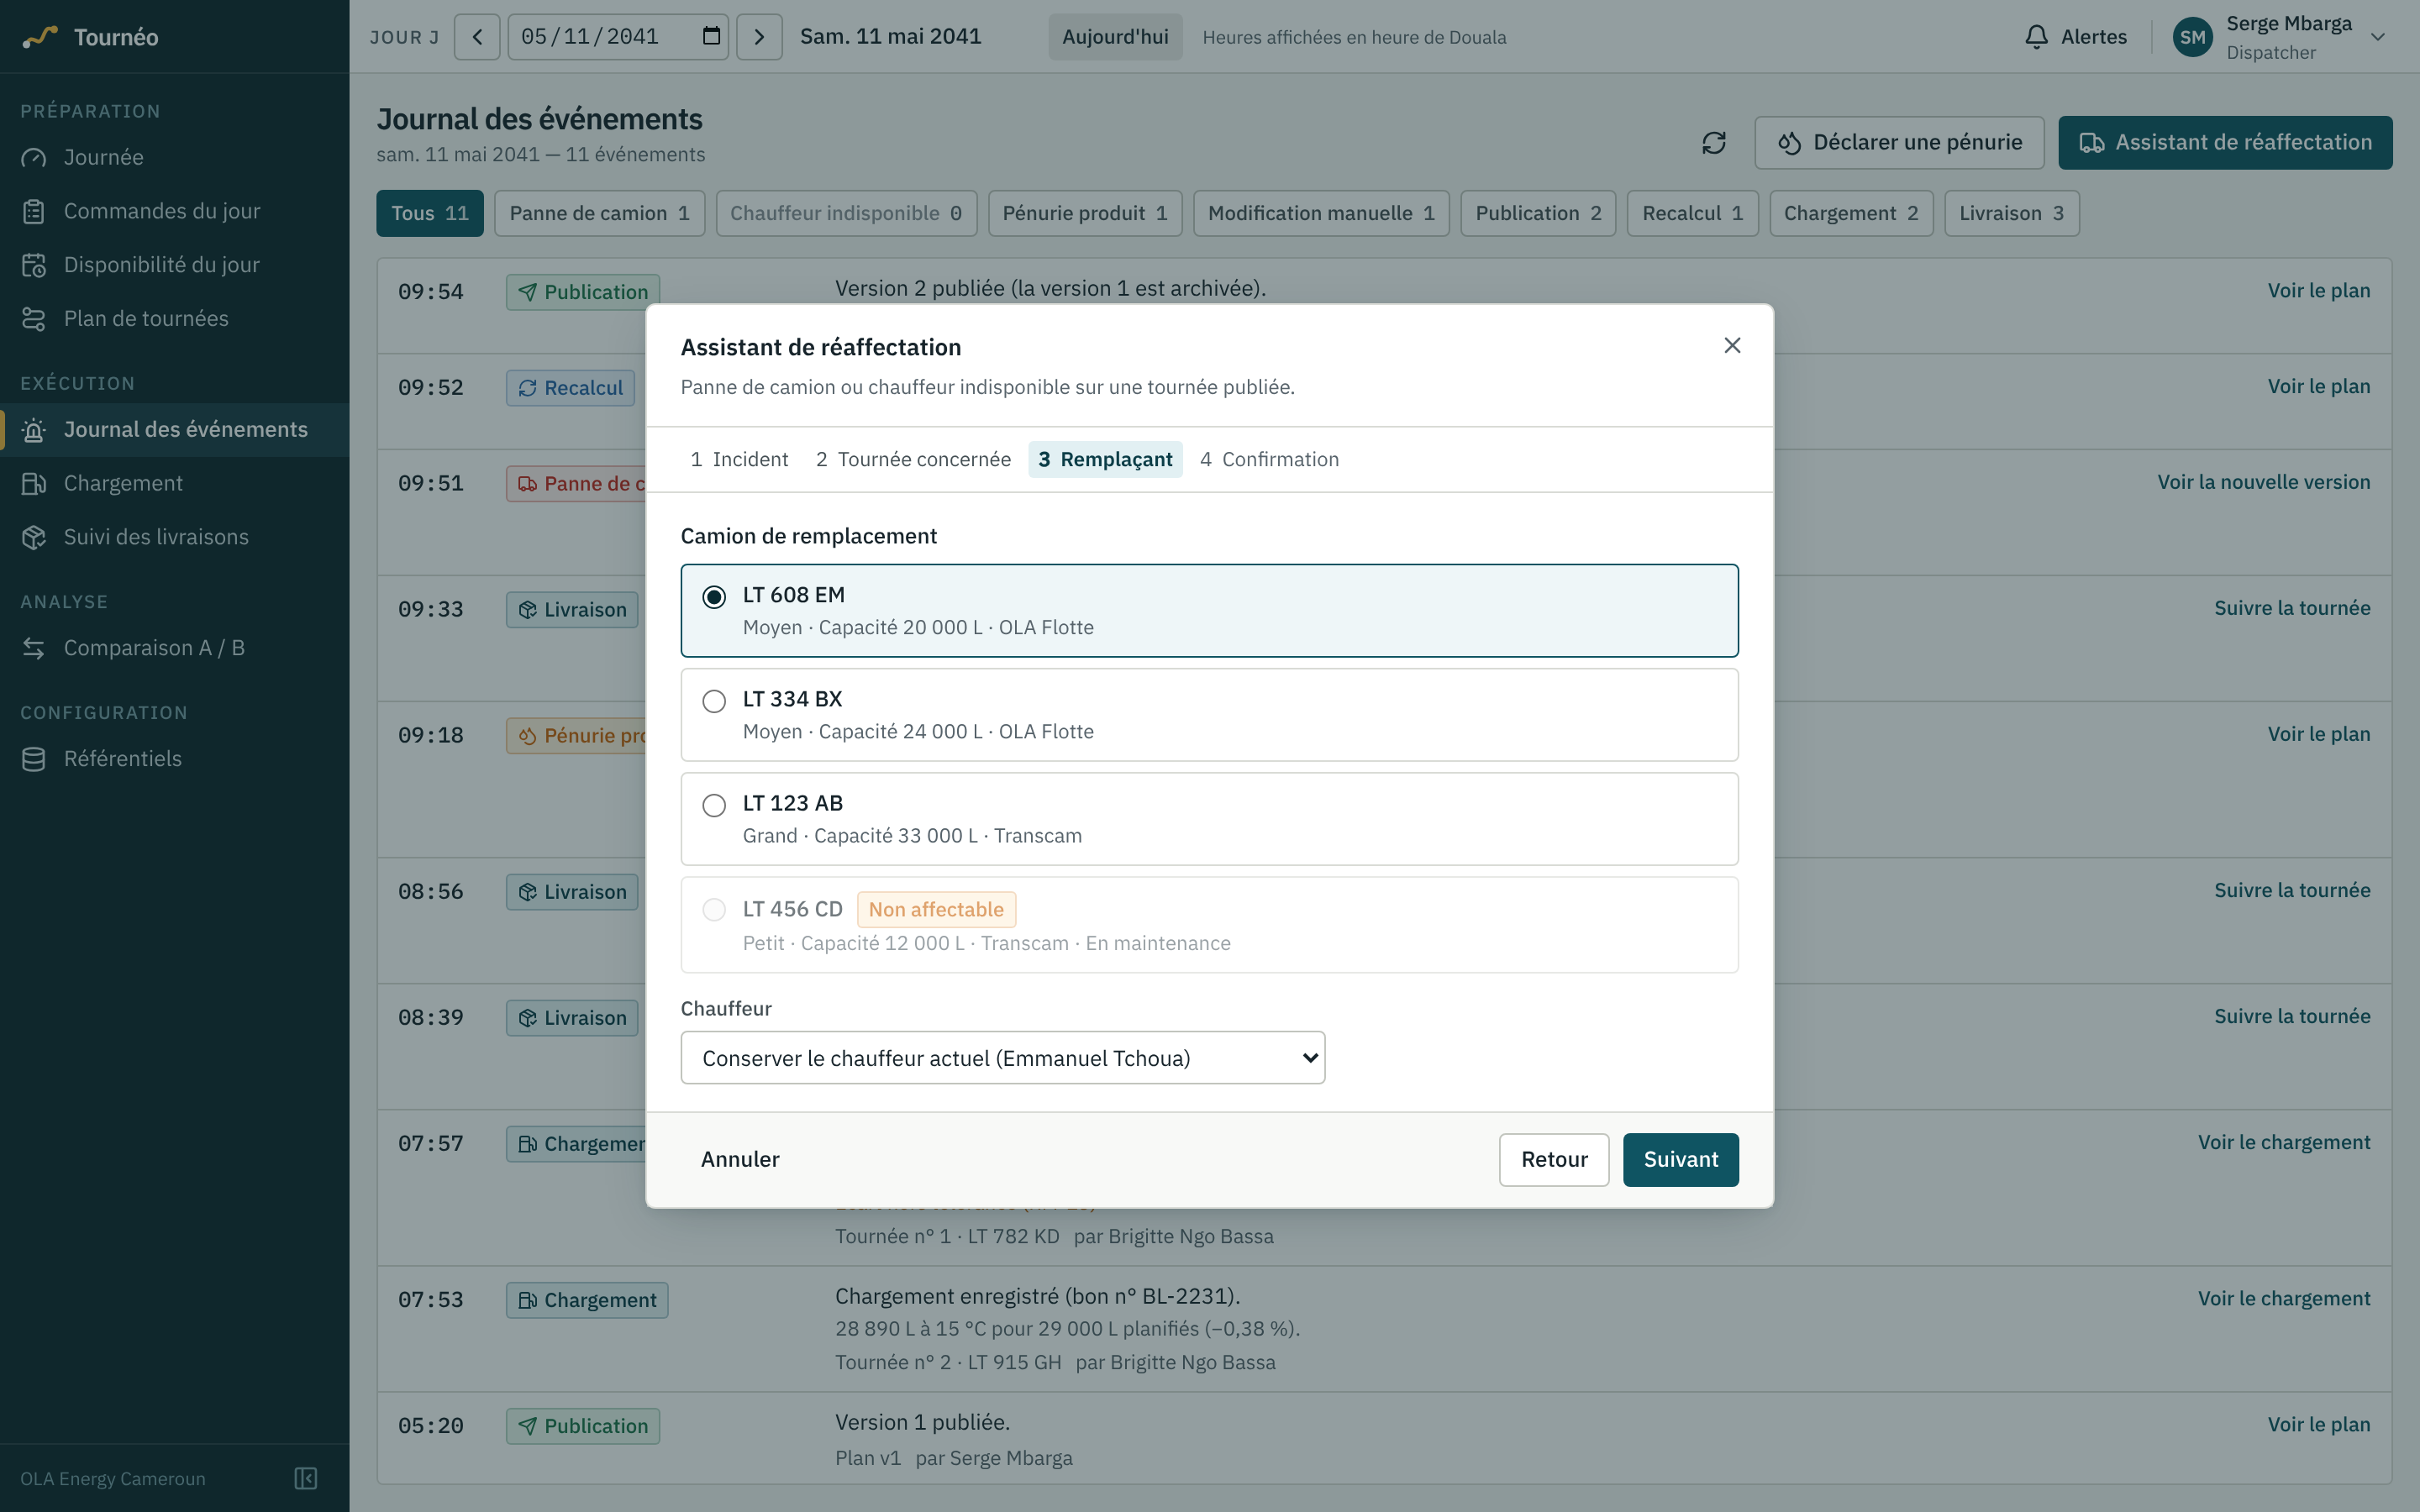 Tournéo
JOUR J
05/11/2041
Sam. 11 mai 2041
Aujourd'hui
Heures affichées en heure de Douala
Alertes
SM
Serge Mbarga
Dispatcher
PRÉPARATION
Journée
Commandes du jour
Disponibilité du jour
Plan de tournées
EXÉCUTION
Journal des événements
Chargement
Suivi des livraisons
ANALYSE
Comparaison A / B
CONFIGURATION
Référentiels
OLA Energy Cameroun
Journal des événements
sam. 11 mai 2041 — 11 événements
Déclarer une pénurie
Assistant de réaffectation
Tous 11
Panne de camion 1
Chauffeur indisponible 0
Pénurie produit 1
Modification manuelle 1
Publication 2
Recalcul 1
Chargement 2
Livraison 3
09:54 Publication Version 2 publiée (la version 1 est archivée). Voir le plan
09:52 Recalcul Voir le plan
09:51 Panne de c Voir la nouvelle version
09:33 Livraison Suivre la tournée
09:18 Pénurie pro Voir le plan
08:56 Livraison Suivre la tournée
08:39 Livraison Suivre la tournée
07:57 Chargemen Voir le chargement
Tournée n° 1 · LT 782 KD par Brigitte Ngo Bassa
07:53 Chargement Chargement enregistré (bon n° BL-2231). Voir le chargement
28 890 L à 15 °C pour 29 000 L planifiés (−0,38 %).
Tournée n° 2 · LT 915 GH par Brigitte Ngo Bassa
05:20 Publication Version 1 publiée. Voir le plan
Plan v1 par Serge Mbarga
Assistant de réaffectation
Panne de camion ou chauffeur indisponible sur une tournée publiée.
1 Incident
2 Tournée concernée
3 Remplaçant
4 Confirmation
Camion de remplacement
LT 608 EM
Moyen · Capacité 20 000 L · OLA Flotte
LT 334 BX
Moyen · Capacité 24 000 L · OLA Flotte
LT 123 AB
Grand · Capacité 33 000 L · Transcam
LT 456 CD Non affectable
Petit · Capacité 12 000 L · Transcam · En maintenance
Chauffeur
Conserver le chauffeur actuel (Emmanuel Tchoua)
Annuler
Retour
Suivant